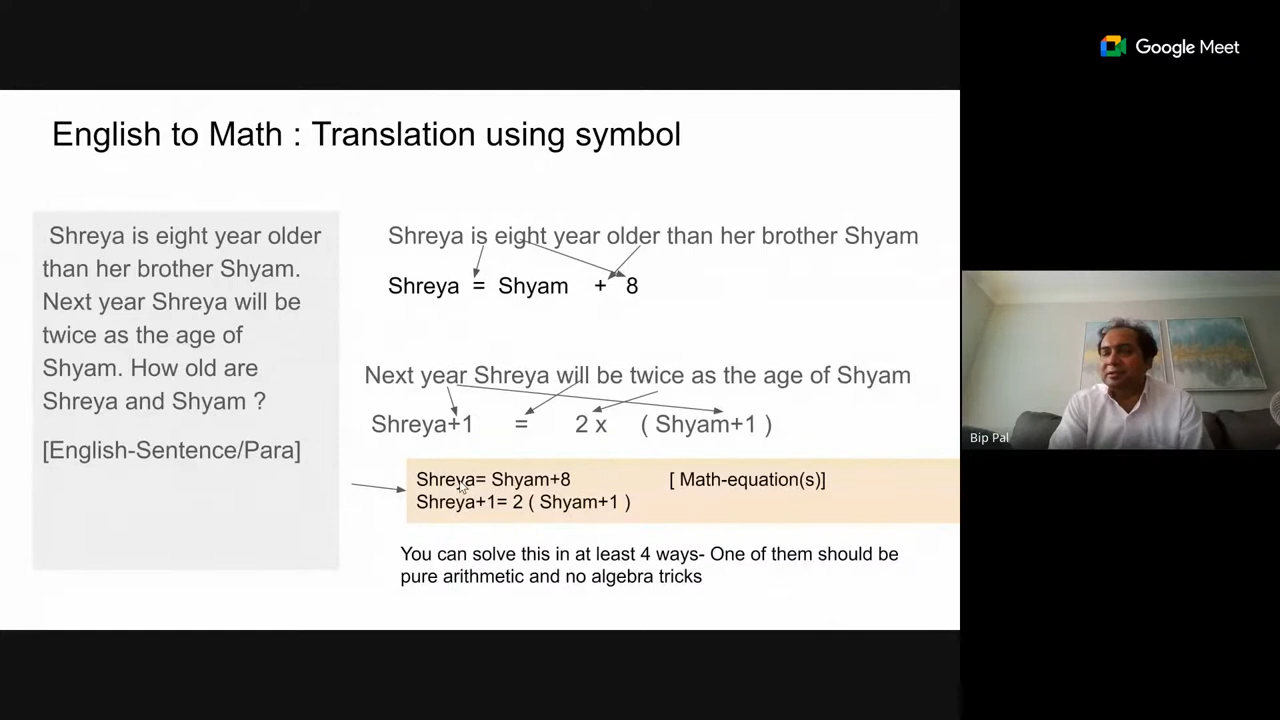 Google Meet
English to Math : Translation using symbol
Shreya is eight year older
than her brother Shyam.
Next year Shreya will be
twice as the age of
Shyam. How old are
Shreya and Shyam ?
[English-Sentence/Para]
Shreya is eight year older than her brother Shyam
Shreya = Shyam + 8
Next year Shreya will be twice as the age of Shyam
Shreya+1 = 2 x ( Shyam+1 )
Shreya= Shyam+8 [ Math-equation(s)]
Shreya+1= 2 ( Shyam+1 )
You can solve this in at least 4 ways- One of them should be
pure arithmetic and no algebra tricks
Bip Pal